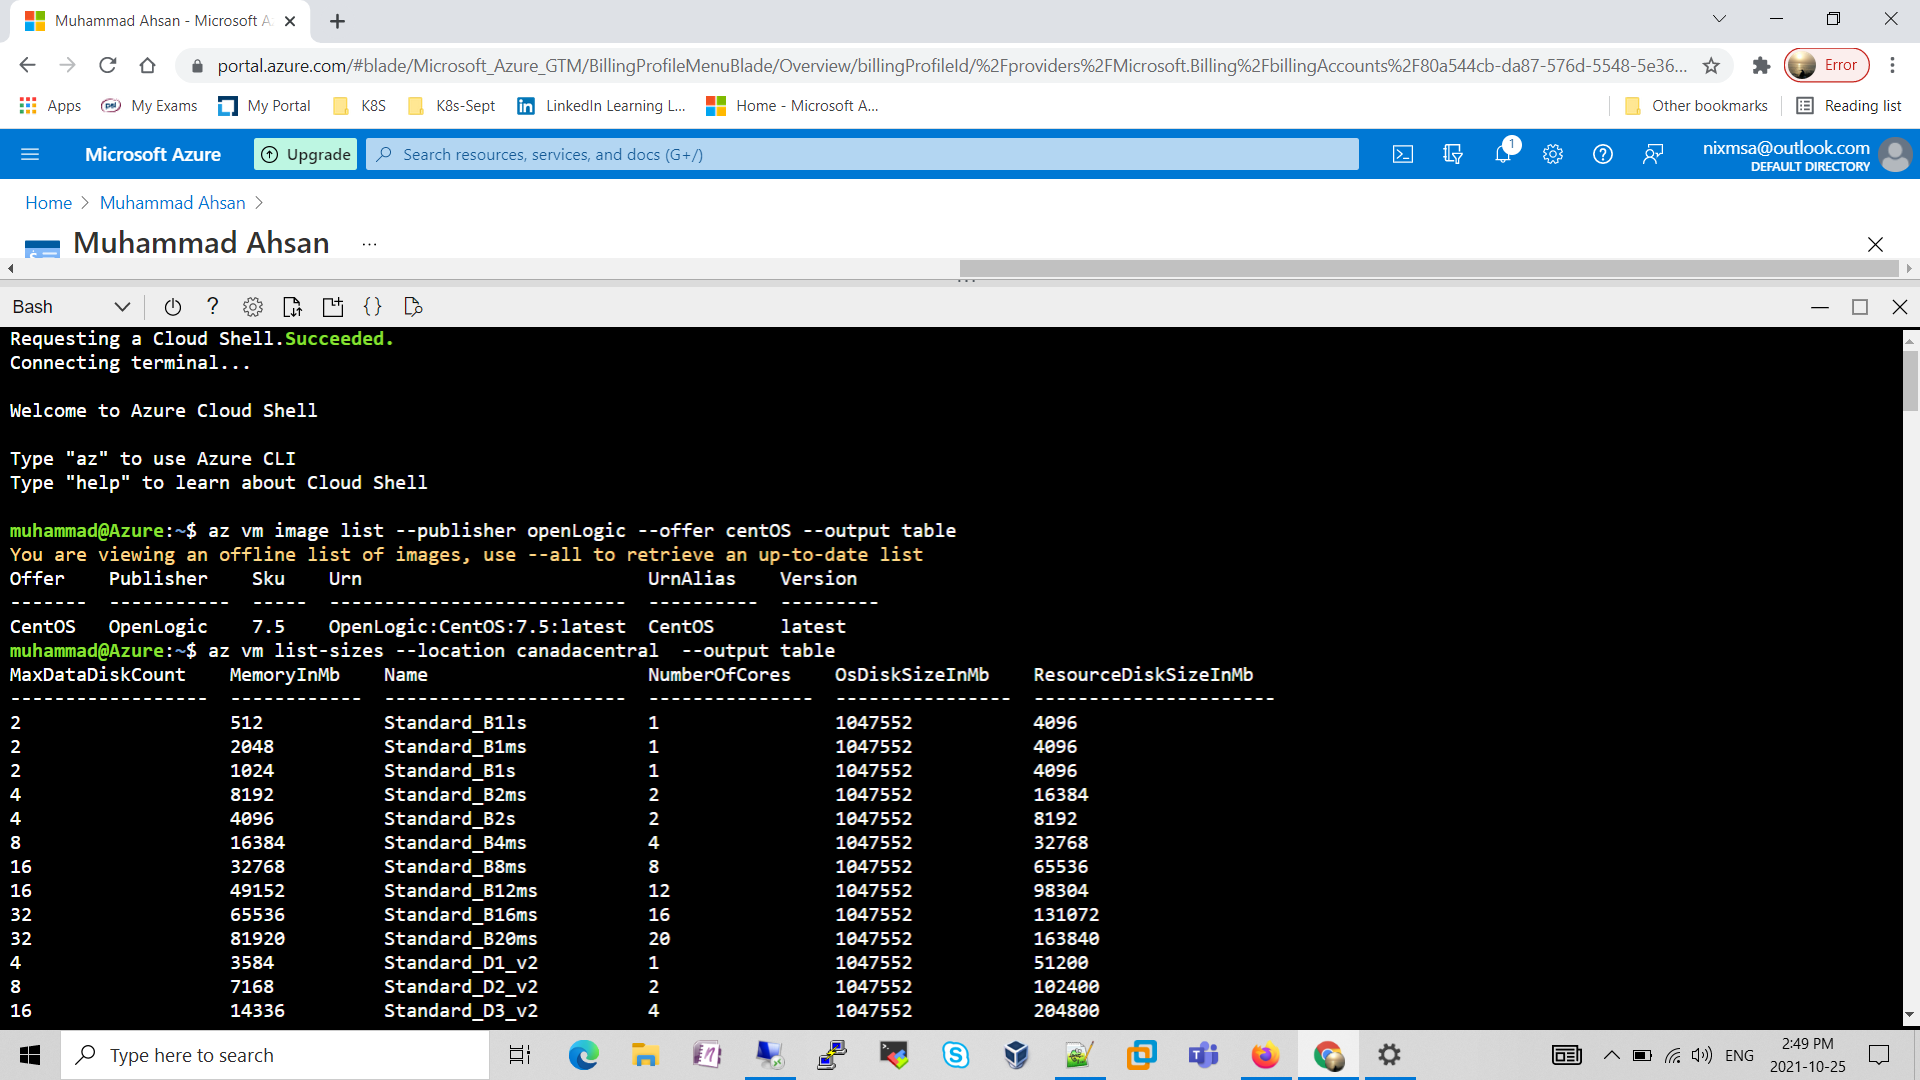 Muhammad Ahsan - Microsoft A
portal.azure.com/#blade/Microsoft_Azure_GTM/BillingProfileMenuBlade/Overview/billingProfileId/%2Fproviders%2FMicrosoft.Billing%2FbillingAccounts%2F80a544cb-da87-576d-5548-5e36... Error
Apps My Exams My Portal K8S K8s-Sept LinkedIn Learning L... Home - Microsoft A... Other bookmarks Reading list
Microsoft Azure Upgrade Search resources, services, and docs (G+/) 1 nixmsa@outlook.com
DEFAULT DIRECTORY
Home > Muhammad Ahsan >
Muhammad Ahsan ...
Bash
Requesting a Cloud Shell.Succeeded.
Connecting terminal...
Welcome to Azure Cloud Shell
Type "az" to use Azure CLI
Type "help" to learn about Cloud Shell
muhammad@Azure:~$ az vm image list --publisher openLogic --offer centOS --output table
You are viewing an offline list of images, use --all to retrieve an up-to-date list
Offer Publisher Sku Urn UrnAlias Version
------- ----------- ----- --------------------------- ---------- ---------
CentOS OpenLogic 7.5 OpenLogic:CentOS:7.5:latest CentOS latest
muhammad@Azure:~$ az vm list-sizes --location canadacentral  --output table
MaxDataDiskCount MemoryInMb Name NumberOfCores OsDiskSizeInMb ResourceDiskSizeInMb
------------------ ------------ ---------------------- --------------- ---------------- ----------------------
2 512 Standard_B1ls 1 1047552 4096
2 2048 Standard_B1ms 1 1047552 4096
2 1024 Standard_B1s 1 1047552 4096
4 8192 Standard_B2ms 2 1047552 16384
4 4096 Standard_B2s 2 1047552 8192
8 16384 Standard_B4ms 4 1047552 32768
16 32768 Standard_B8ms 8 1047552 65536
16 49152 Standard_B12ms 12 1047552 98304
32 65536 Standard_B16ms 16 1047552 131072
32 81920 Standard_B20ms 20 1047552 163840
4 3584 Standard_D1_v2 1 1047552 51200
8 7168 Standard_D2_v2 2 1047552 102400
16 14336 Standard_D3_v2 4 1047552 204800
Type here to search ENG 2:49 PM
2021-10-25